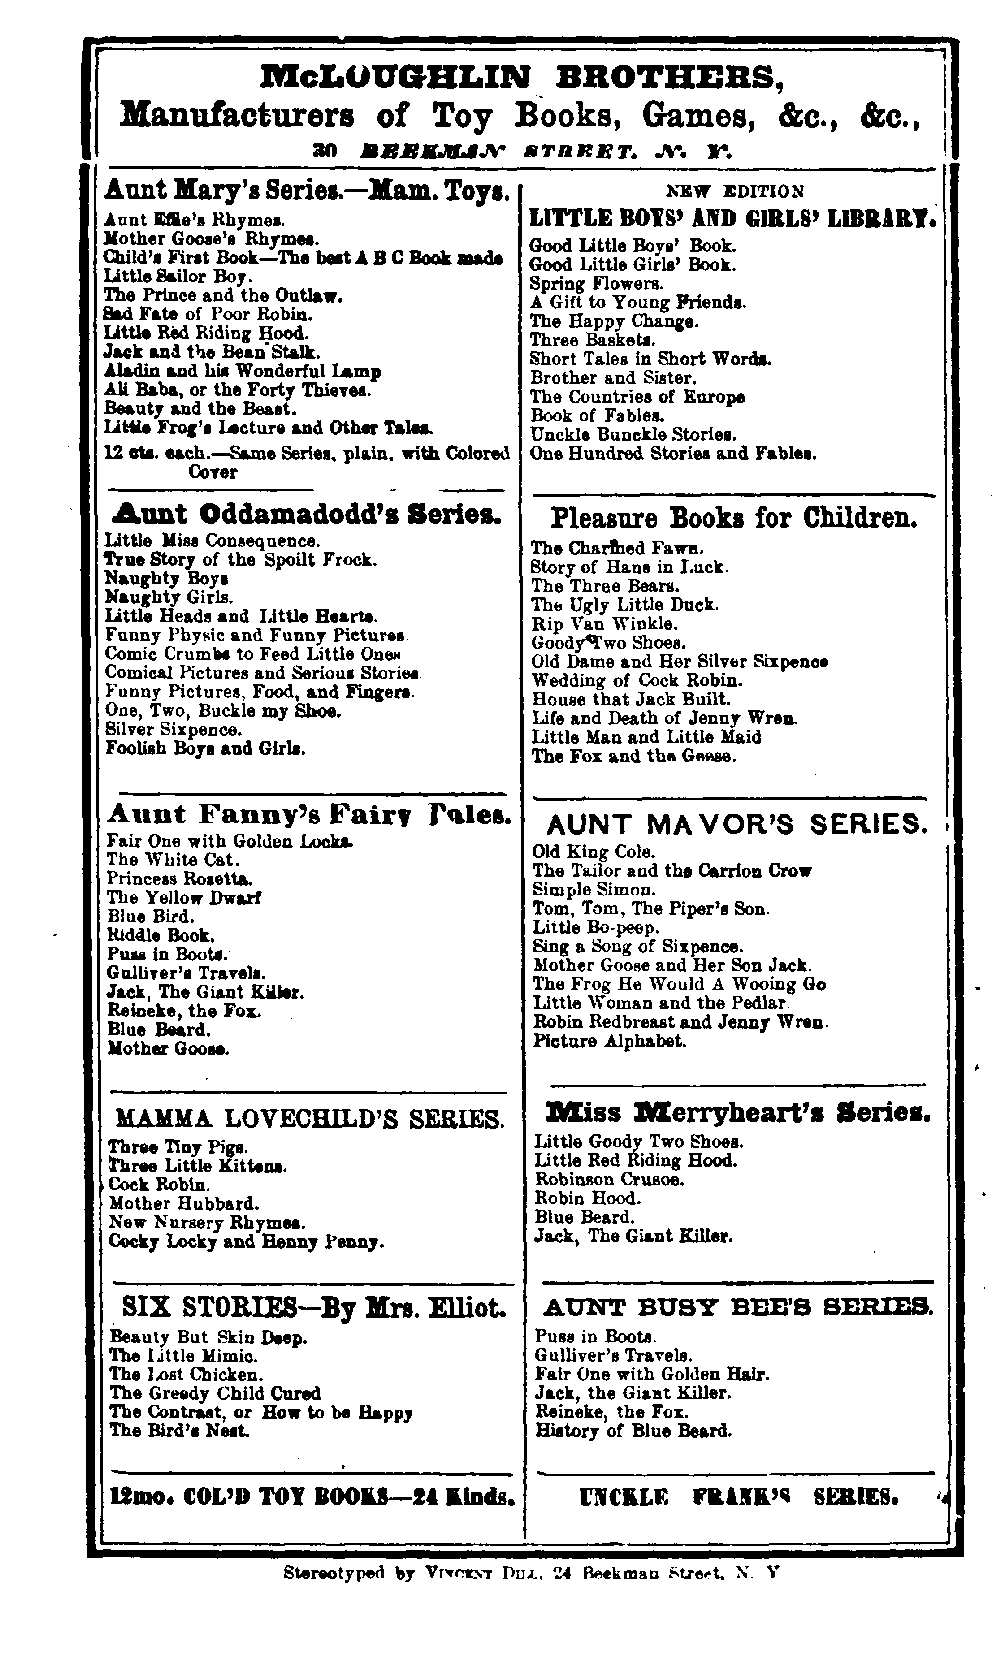 McLOUGHLIN BROTHERS,
Manufacturers of Toy Books, Games, &c., &c.,
30 BEEKMAN STREET. N. Y.
Aunt Mary's Series.—Mam. Toys.
Aunt Effie's Rhymes.
Mother Goose's Rhymes.
Child's First Book—The best A B C Book made
Little Sailor Boy.
The Prince and the Outlaw.
Sad Fate of Poor Robin.
Little Red Riding Hood.
Jack and the Bean Stalk.
Aladin and his Wonderful Lamp
Ali Baba, or the Forty Thieves.
Beauty and the Beast.
Little Frog's Lecture and Other Tales.
12 cts. each.—Same Series, plain, with Colored
Cover
Aunt Oddamadodd's Series.
Little Miss Consequence.
True Story of the Spoilt Frock.
Naughty Boys
Naughty Girls.
Little Heads and Little Hearts.
Funny Physic and Funny Pictures.
Comic Crumbs to Feed Little Ones
Comical Pictures and Serious Stories.
Funny Pictures, Food, and Fingers.
One, Two, Buckle my Shoe.
Silver Sixpence.
Foolish Boys and Girls.
Aunt Fanny's Fairy Tales.
Fair One with Golden Locks.
The White Cat.
Princess Rosetta.
The Yellow Dwarf
Blue Bird.
Riddle Book.
Puss in Boots.
Gulliver's Travels.
Jack, The Giant Killer.
Reineke, the Fox.
Blue Beard.
Mother Goose.
MAMMA LOVECHILD'S SERIES.
Three Tiny Pigs.
Three Little Kittens.
Cock Robin.
Mother Hubbard.
New Nursery Rhymes.
Cocky Locky and Henny Penny.
SIX STORIES—By Mrs. Elliot.
Beauty But Skin Deep.
The Little Mimic.
The Lost Chicken.
The Greedy Child Cured
The Contrast, or How to be Happy
The Bird's Nest.
12mo. COL'D TOY BOOKS—24 Kinds.
NEW EDITION
LITTLE BOYS' AND GIRLS' LIBRARY.
Good Little Boys' Book.
Good Little Girls' Book.
Spring Flowers.
A Gift to Young Friends.
The Happy Change.
Three Baskets.
Short Tales in Short Words.
Brother and Sister.
The Countries of Europe
Book of Fables.
Unckle Bunckle Stories.
One Hundred Stories and Fables.
Pleasure Books for Children.
The Charmed Fawn.
Story of Hans in Luck.
The Three Bears.
The Ugly Little Duck.
Rip Van Winkle.
Goody Two Shoes.
Old Dame and Her Silver Sixpence
Wedding of Cock Robin.
House that Jack Built.
Life and Death of Jenny Wren.
Little Man and Little Maid
The Fox and the Geese.
AUNT MAVOR'S SERIES.
Old King Cole.
The Tailor and the Carrion Crow
Simple Simon.
Tom, Tom, The Piper's Son.
Little Bo-peep.
Sing a Song of Sixpence.
Mother Goose and Her Son Jack.
The Frog He Would A Wooing Go
Little Woman and the Pedlar.
Robin Redbreast and Jenny Wren.
Picture Alphabet.
Miss Merryheart's Series.
Little Goody Two Shoes.
Little Red Riding Hood.
Robinson Crusoe.
Robin Hood.
Blue Beard.
Jack, The Giant Killer.
AUNT BUSY BEE'S SERIES.
Puss in Boots.
Gulliver's Travels.
Fair One with Golden Hair.
Jack, the Giant Killer.
Reineke, the Fox.
History of Blue Beard.
UNCKLE FRANK'S SERIES.
Stereotyped by VINCENT DILL, 24 Beekman Street, N. Y